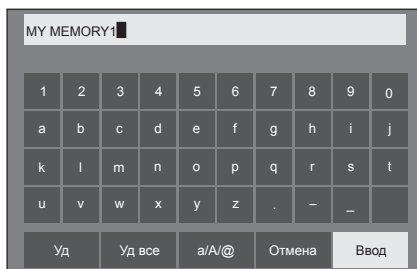 MY MEMORY1
1 2 3 4 5 6 7 8 9 0
a b c d e f g h i j
k l m n o p q r s t
u v w x y z . – _
Уд Уд все a/A/@ Отмена Ввод